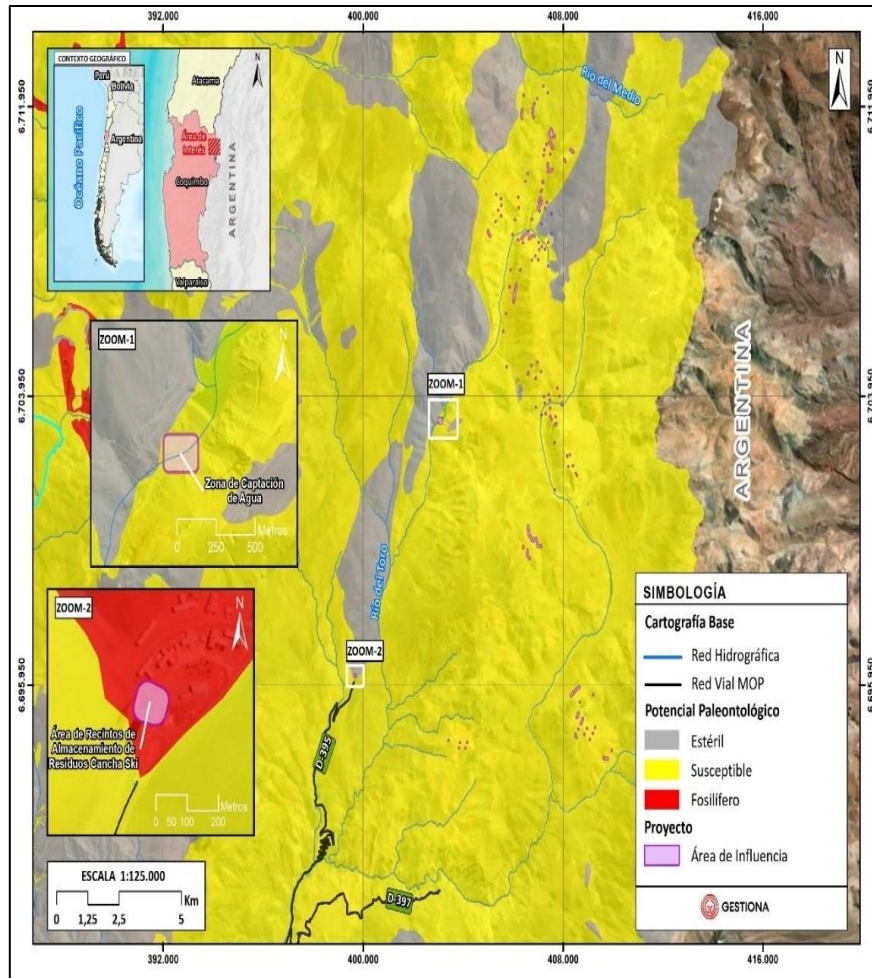 392.000
400.000
408.000
416.000
6.711.950
6.703.950
6.695.950
6.711.950
6.703.950
6.695.950
CONTEXTO GEOGRÁFICO
Perú
Bolivia
Argentina
Océano Pacífico
N
Atacama
Área de
Interés
Coquimbo
ARGENTINA
Valparaíso
N
Río del Medio
ZOOM-1
N
Zona de Captación
de Agua
Metros
0 250 500
ZOOM-1
ARGENTINA
Río del Toro
ZOOM-2
N
Área de Recintos de
Almacenamiento de
Residuos Cancha Ski
Metros
0 50 100 200
ZOOM-2
D-395
D-397
ESCALA 1:125.000
Km
0 1,25 2,5 5
SIMBOLOGÍA
Cartografía Base
Red Hidrográfica
Red Vial MOP
Potencial Paleontológico
Estéril
Susceptible
Fosilífero
Proyecto
Área de Influencia
GESTIONA
392.000
400.000
408.000
416.000